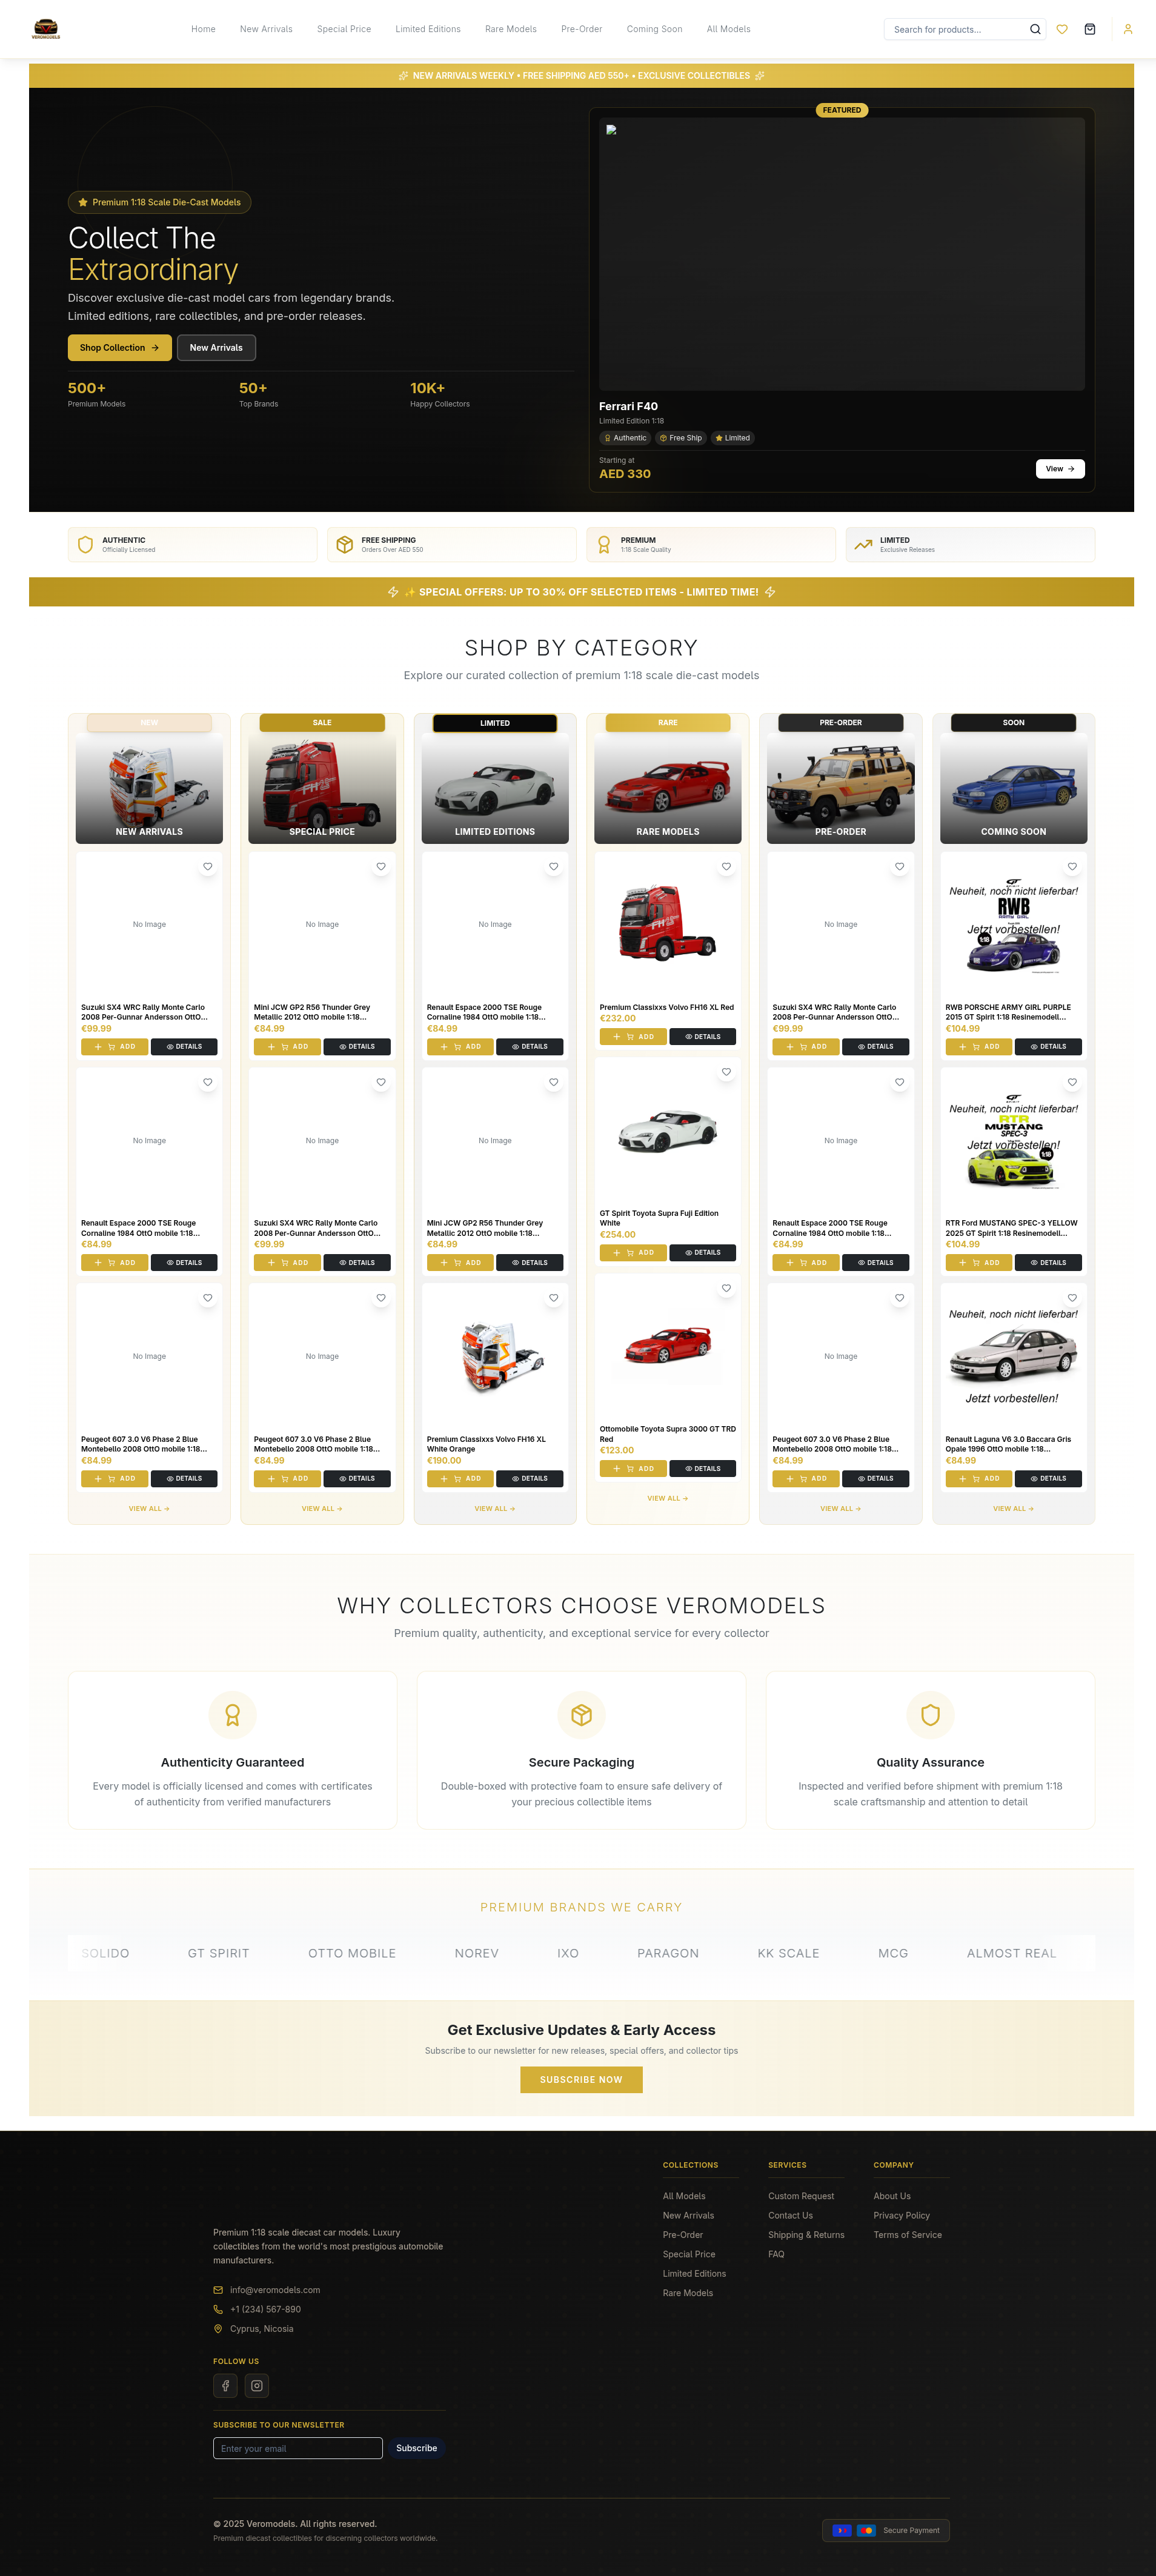 VEROMODELS
Home
New Arrivals
Special Price
Limited Editions
Rare Models
Pre-Order
Coming Soon
All Models
Search for products...
NEW ARRIVALS WEEKLY • FREE SHIPPING AED 550+ • EXCLUSIVE COLLECTIBLES
Premium 1:18 Scale Die-Cast Models
Collect The
Extraordinary
Discover exclusive die-cast model cars from legendary brands.
Limited editions, rare collectibles, and pre-order releases.
Shop Collection
New Arrivals
500+
Premium Models
50+
Top Brands
10K+
Happy Collectors
FEATURED
Ferrari F40
Limited Edition 1:18
Authentic
Free Ship
Limited
Starting at
AED 330
View
AUTHENTIC
Officially Licensed
FREE SHIPPING
Orders Over AED 550
PREMIUM
1:18 Scale Quality
LIMITED
Exclusive Releases
✨ SPECIAL OFFERS: UP TO 30% OFF SELECTED ITEMS - LIMITED TIME!
SHOP BY CATEGORY
Explore our curated collection of premium 1:18 scale die-cast models
NEW
NEW ARRIVALS
No Image
Suzuki SX4 WRC Rally Monte Carlo
2008 Per-Gunnar Andersson OttO...
€99.99
ADD
DETAILS
No Image
Renault Espace 2000 TSE Rouge
Cornaline 1984 OttO mobile 1:18...
€84.99
ADD
DETAILS
No Image
Peugeot 607 3.0 V6 Phase 2 Blue
Montebello 2008 OttO mobile 1:18...
€84.99
ADD
DETAILS
VIEW ALL →
SALE
SPECIAL PRICE
No Image
Mini JCW GP2 R56 Thunder Grey
Metallic 2012 OttO mobile 1:18...
€84.99
ADD
DETAILS
No Image
Suzuki SX4 WRC Rally Monte Carlo
2008 Per-Gunnar Andersson OttO...
€99.99
ADD
DETAILS
No Image
Peugeot 607 3.0 V6 Phase 2 Blue
Montebello 2008 OttO mobile 1:18...
€84.99
ADD
DETAILS
VIEW ALL →
LIMITED
LIMITED EDITIONS
No Image
Renault Espace 2000 TSE Rouge
Cornaline 1984 OttO mobile 1:18...
€84.99
ADD
DETAILS
No Image
Mini JCW GP2 R56 Thunder Grey
Metallic 2012 OttO mobile 1:18...
€84.99
ADD
DETAILS
Premium Classixxs Volvo FH16 XL
White Orange
€190.00
ADD
DETAILS
VIEW ALL →
RARE
RARE MODELS
Premium Classixxs Volvo FH16 XL Red
€232.00
ADD
DETAILS
GT Spirit Toyota Supra Fuji Edition
White
€254.00
ADD
DETAILS
Ottomobile Toyota Supra 3000 GT TRD
Red
€123.00
ADD
DETAILS
VIEW ALL →
PRE-ORDER
PRE-ORDER
No Image
Suzuki SX4 WRC Rally Monte Carlo
2008 Per-Gunnar Andersson OttO...
€99.99
ADD
DETAILS
No Image
Renault Espace 2000 TSE Rouge
Cornaline 1984 OttO mobile 1:18...
€84.99
ADD
DETAILS
No Image
Peugeot 607 3.0 V6 Phase 2 Blue
Montebello 2008 OttO mobile 1:18...
€84.99
ADD
DETAILS
VIEW ALL →
SOON
COMING SOON
GT SPIRIT
Neuheit, noch nicht lieferbar!
RWB
ARMY GIRL
Jetzt vorbestellen!
1:18
RWB PORSCHE ARMY GIRL PURPLE
2015 GT Spirit 1:18 Resinemodell...
€104.99
ADD
DETAILS
GT SPIRIT
Neuheit, noch nicht lieferbar!
RTR
MUSTANG
SPEC-3
Jetzt vorbestellen!
1:18
RTR Ford MUSTANG SPEC-3 YELLOW
2025 GT Spirit 1:18 Resinemodell...
€104.99
ADD
DETAILS
Neuheit, noch nicht lieferbar!
Jetzt vorbestellen!
Renault Laguna V6 3.0 Baccara Gris
Opale 1996 OttO mobile 1:18...
€84.99
ADD
DETAILS
VIEW ALL →
WHY COLLECTORS CHOOSE VEROMODELS
Premium quality, authenticity, and exceptional service for every collector
Authenticity Guaranteed
Every model is officially licensed and comes with certificates
of authenticity from verified manufacturers
Secure Packaging
Double-boxed with protective foam to ensure safe delivery of
your precious collectible items
Quality Assurance
Inspected and verified before shipment with premium 1:18
scale craftsmanship and attention to detail
PREMIUM BRANDS WE CARRY
SOLIDO
GT SPIRIT
OTTO MOBILE
NOREV
IXO
PARAGON
KK SCALE
MCG
ALMOST REAL
Get Exclusive Updates & Early Access
Subscribe to our newsletter for new releases, special offers, and collector tips
SUBSCRIBE NOW
Premium 1:18 scale diecast car models. Luxury
collectibles from the world's most prestigious automobile
manufacturers.
info@veromodels.com
+1 (234) 567-890
Cyprus, Nicosia
FOLLOW US
SUBSCRIBE TO OUR NEWSLETTER
Enter your email
Subscribe
COLLECTIONS
All Models
New Arrivals
Pre-Order
Special Price
Limited Editions
Rare Models
SERVICES
Custom Request
Contact Us
Shipping & Returns
FAQ
COMPANY
About Us
Privacy Policy
Terms of Service
© 2025 Veromodels. All rights reserved.
Premium diecast collectibles for discerning collectors worldwide.
Secure Payment